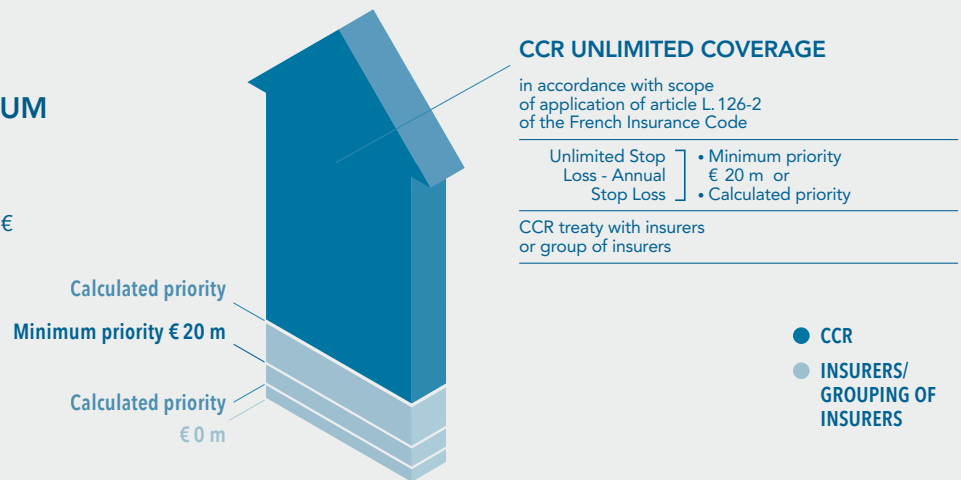 CCR UNLIMITED COVERAGE
in accordance with scope
of application of article L. 126-2
of the French Insurance Code
Unlimited Stop
Loss - Annual
Stop Loss
• Minimum priority
€ 20 m or
• Calculated priority
CCR treaty with insurers
or group of insurers
UM
€
Calculated priority
Minimum priority € 20 m
Calculated priority
€ 0 m
CCR
INSURERS/
GROUPING OF
INSURERS